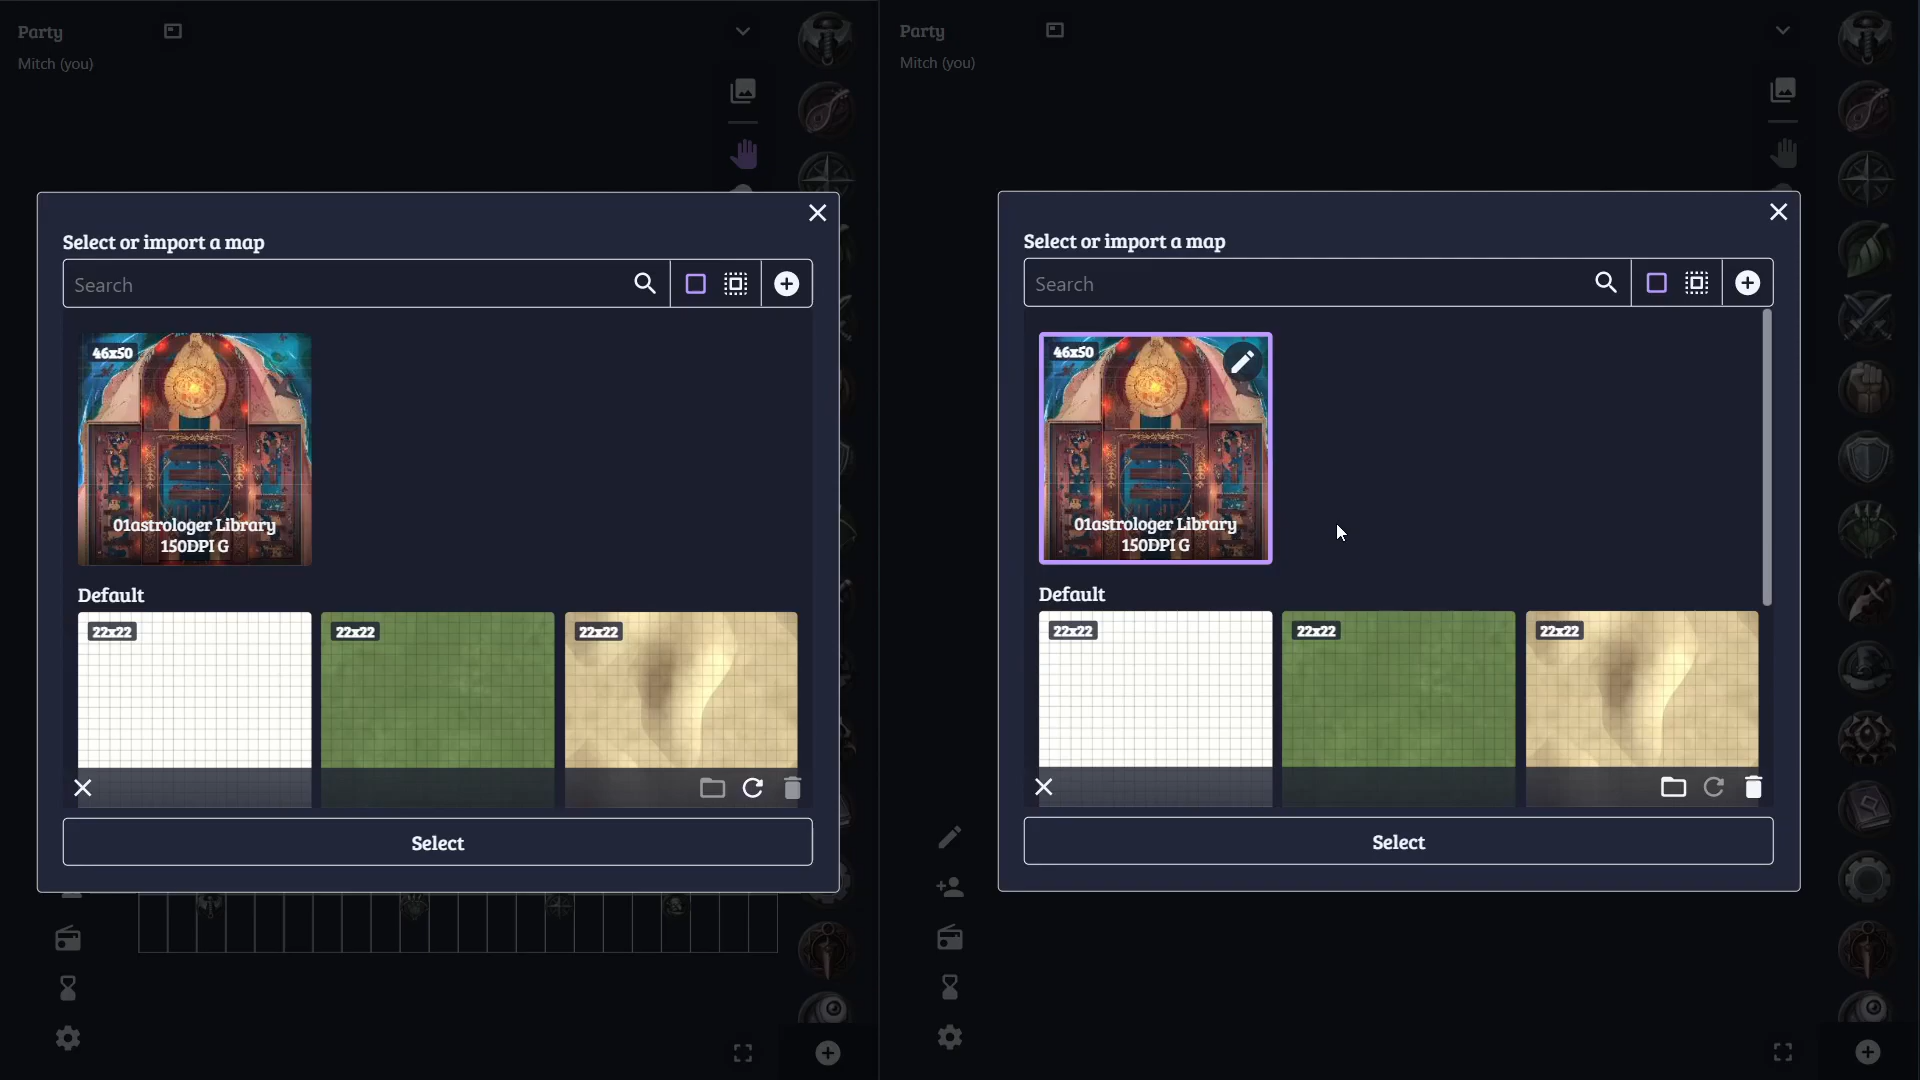 Party
Mitch (you)
Select or import a map
Search
46x50
01astrologer Library
150DPI G
Default
22x22
22x22
22x22
Select
Party
Mitch (you)
Select or import a map
Search
46x50
01astrologer Library
150DPI G
Default
22x22
22x22
22x22
Select